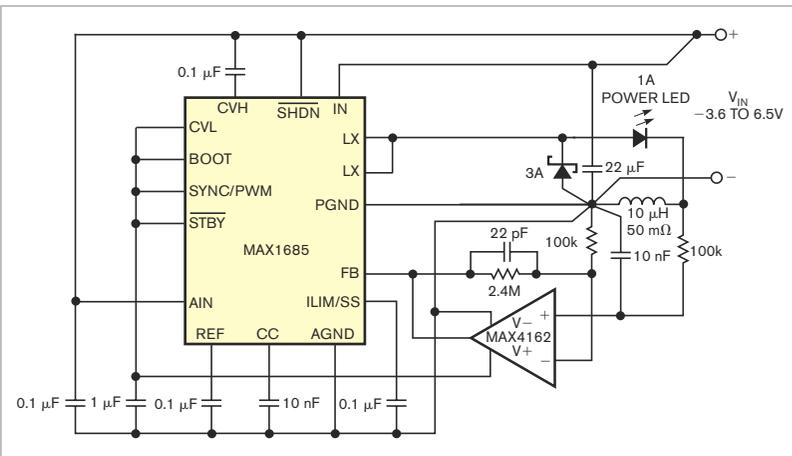 +
0.1 µF
1A
POWER LED
V_IN
−3.6 TO 6.5V
CVH
SHDN
IN
CVL
LX
BOOT
LX
3A
22 µF
−
SYNC/PWM
PGND
10 µH
50 mΩ
STBY
22 pF
100k
10 nF
100k
MAX1685
FB
2.4M
AIN
ILIM/SS
V−
+
MAX4162
V+
−
REF
CC
AGND
0.1 µF
1 µF
0.1 µF
10 nF
0.1 µF